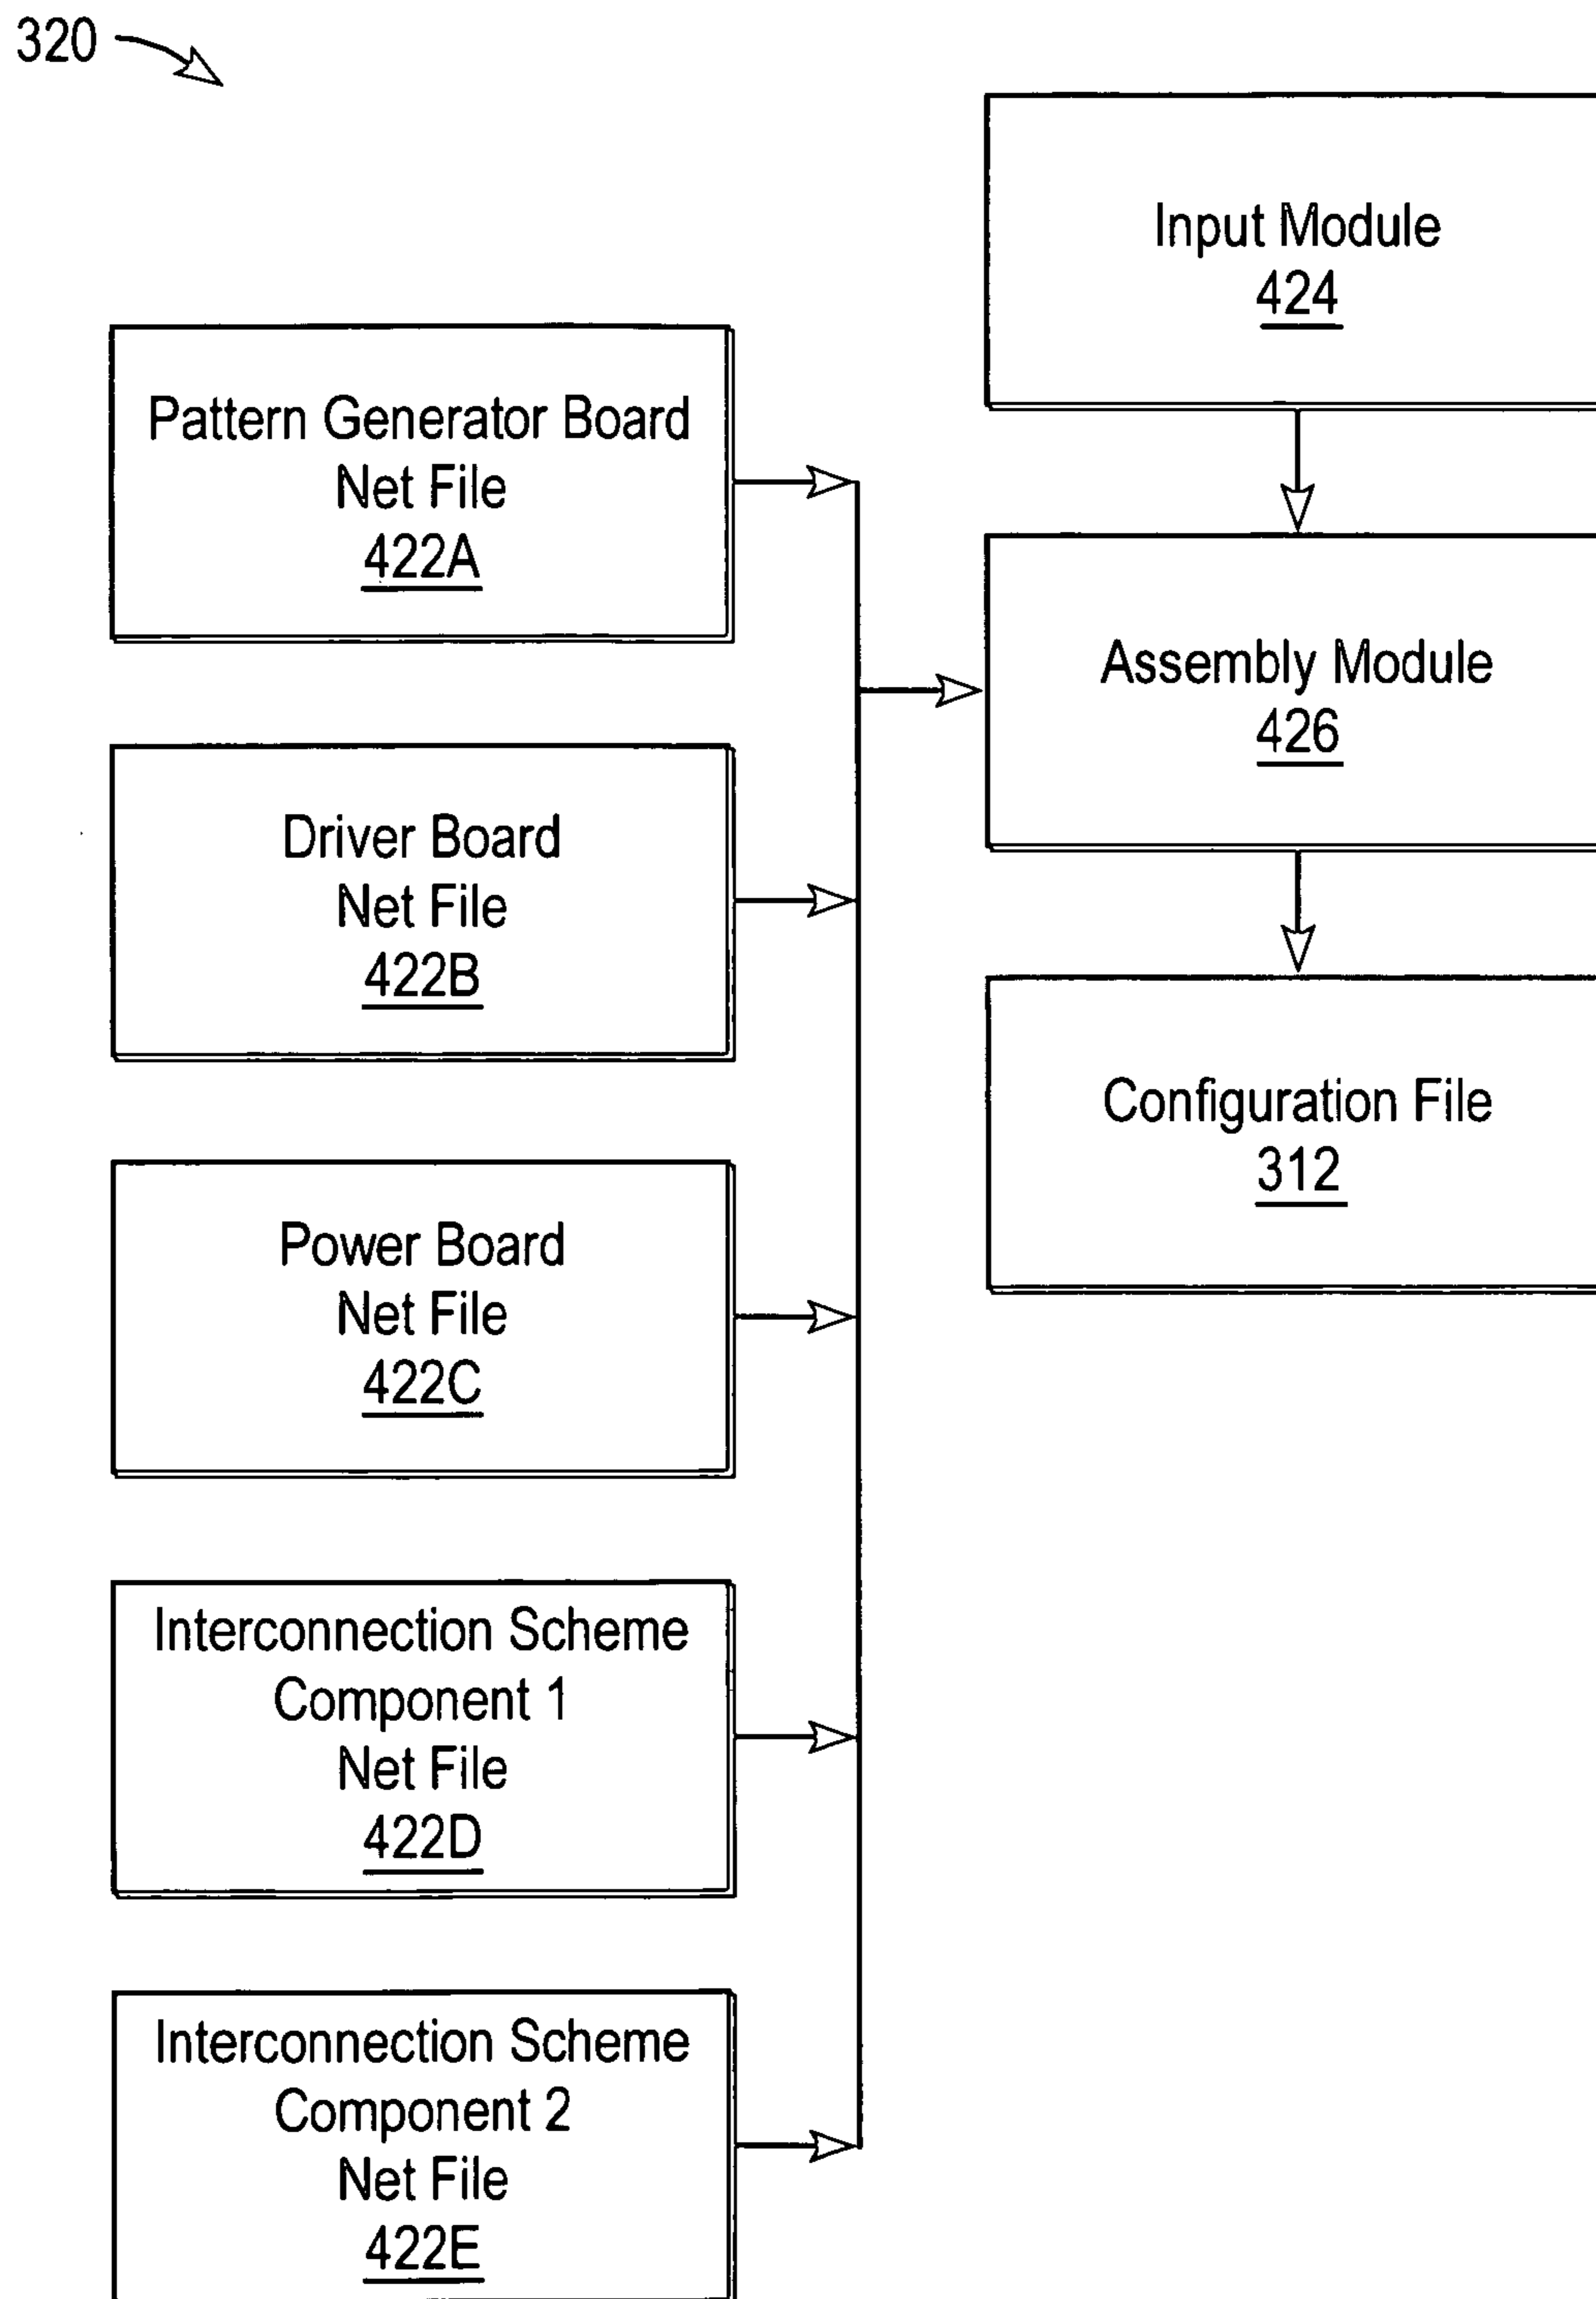 320
Input Module
424
Pattern Generator Board
Net File
422A
Assembly Module
426
Driver Board
Net File
422B
Configuration File
312
Power Board
Net File
422C
Interconnection Scheme
Component 1
Net File
422D
Interconnection Scheme
Component 2
Net File
422E